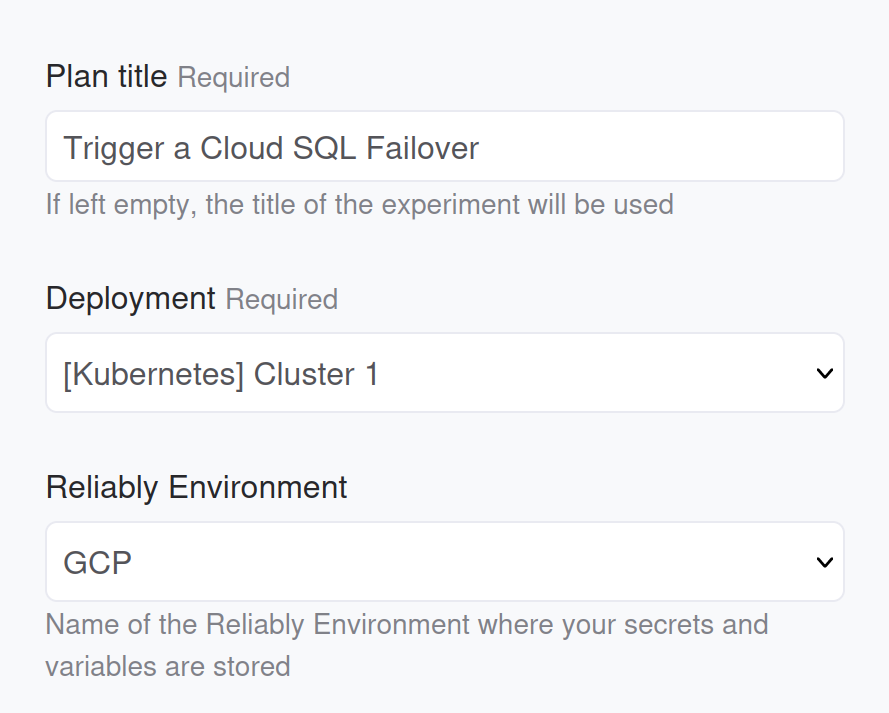 Plan title Required
Trigger a Cloud SQL Failover
If left empty, the title of the experiment will be used
Deployment Required
[Kubernetes] Cluster 1
Reliably Environment
GCP
Name of the Reliably Environment where your secrets and
variables are stored